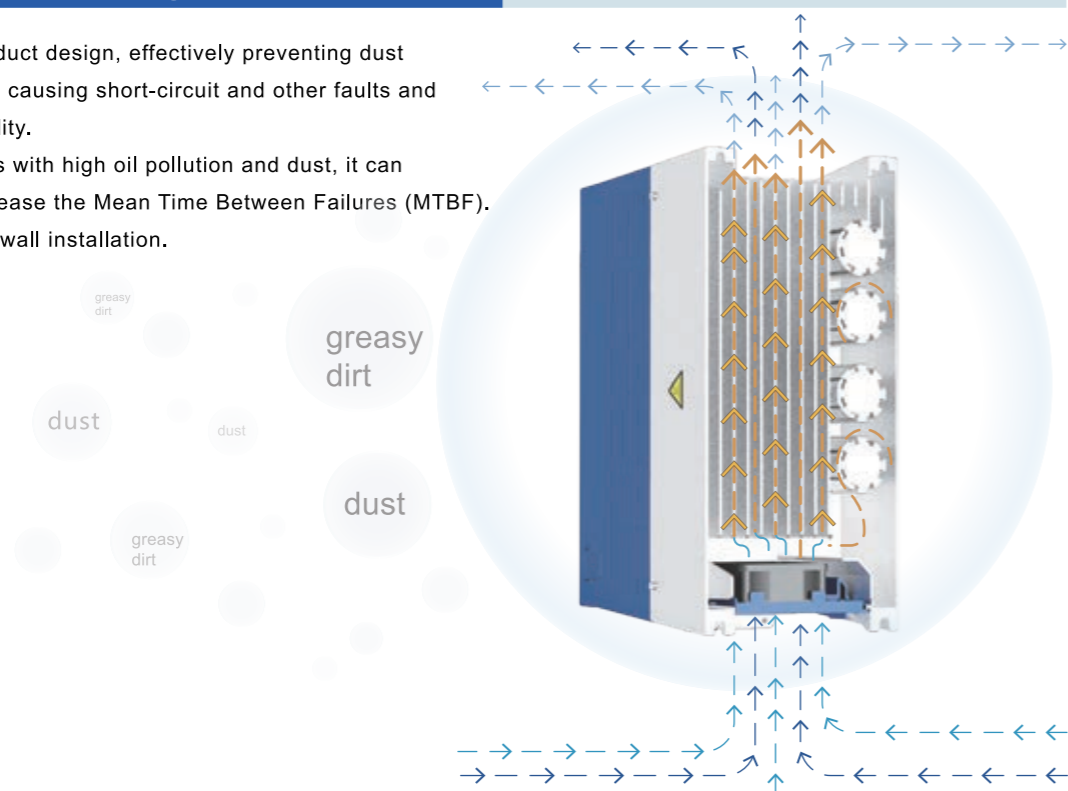 duct design, effectively preventing dust
causing short-circuit and other faults and
lity.
s with high oil pollution and dust, it can
ease the Mean Time Between Failures (MTBF).
wall installation.
greasy
dirt
greasy
dirt
dust
dust
dust
greasy
dirt